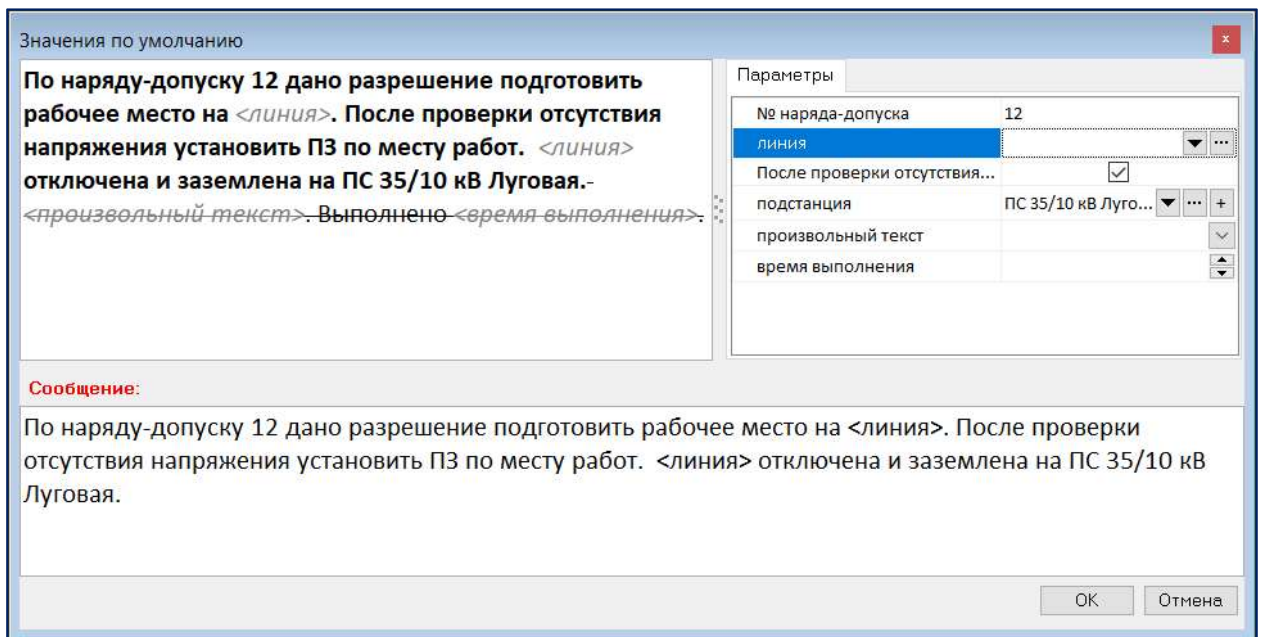 Значения по умолчанию
x
По наряду-допуску 12 дано разрешение подготовить
рабочее место на <линия>. После проверки отсутствия
напряжения установить ПЗ по месту работ. <линия>
отключена и заземлена на ПС 35/10 кВ Луговая.-
<произвольный текст>. Выполнено <время выполнения>.
Параметры
№ наряда-допуска 12
линия ...
После проверки отсутствия...
подстанция ПС 35/10 кВ Луго... ... +
произвольный текст
время выполнения
Сообщение:
По наряду-допуску 12 дано разрешение подготовить рабочее место на <линия>. После проверки
отсутствия напряжения установить ПЗ по месту работ. <линия> отключена и заземлена на ПС 35/10 кВ
Луговая.
OK Отмена